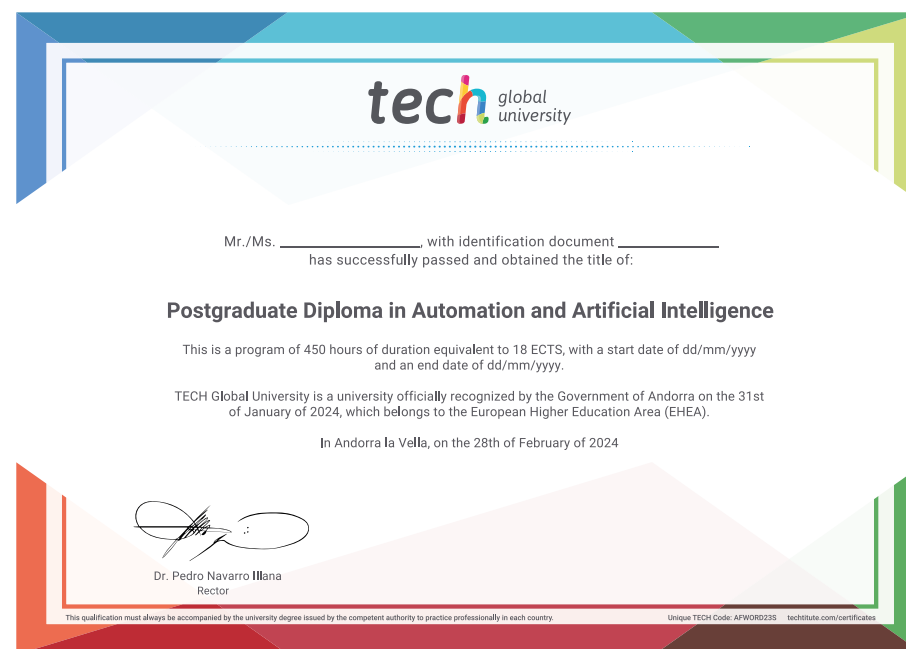 tech global
university
Mr./Ms. ____________________, with identification document ______________
has successfully passed and obtained the title of:
Postgraduate Diploma in Automation and Artificial Intelligence
This is a program of 450 hours of duration equivalent to 18 ECTS, with a start date of dd/mm/yyyy
and an end date of dd/mm/yyyy.
TECH Global University is a university officially recognized by the Government of Andorra on the 31st
of January of 2024, which belongs to the European Higher Education Area (EHEA).
In Andorra la Vella, on the 28th of February of 2024
Dr. Pedro Navarro Illana
Rector
This qualification must always be accompanied by the university degree issued by the competent authority to practice professionally in each country.
Unique TECH Code: AFWORD23S techtitute.com/certificates